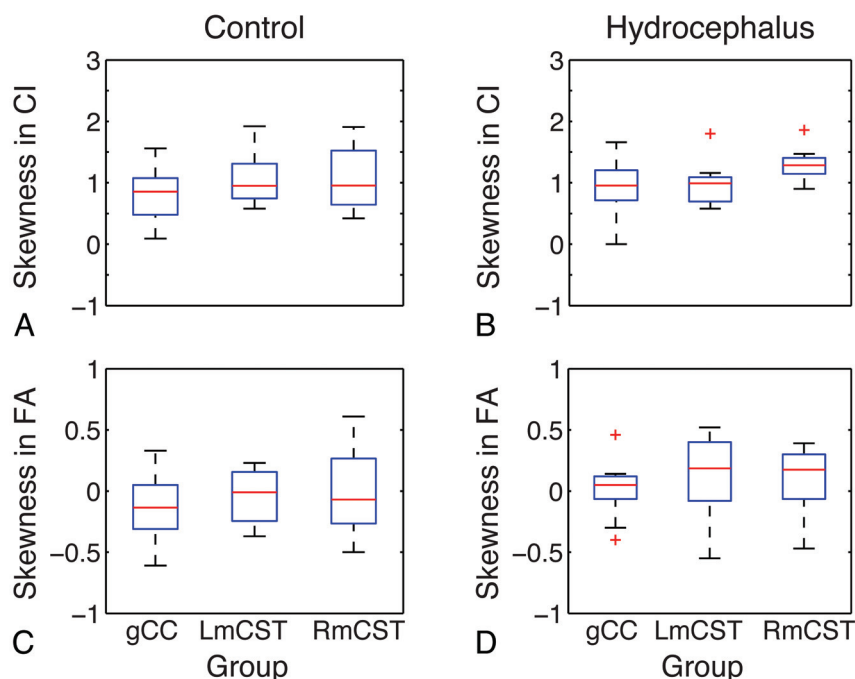 Control
Hydrocephalus
Skewness in CI
3
2
1
0
−1
A
Skewness in CI
3
2
1
0
−1
B
Skewness in FA
1
0.5
0
−0.5
−1
C
gCC LmCST RmCST
Group
Skewness in FA
1
0.5
0
−0.5
−1
D
gCC LmCST RmCST
Group